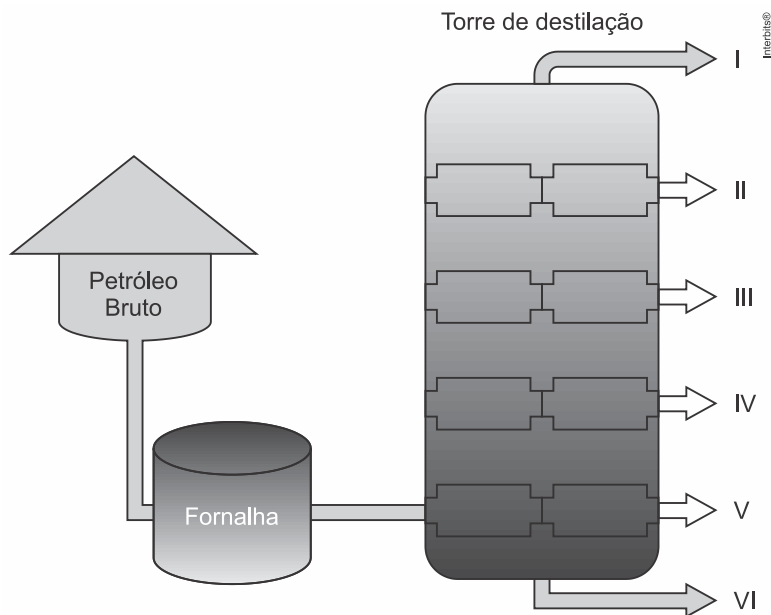 Torre de destilação
Interbits®
I
II
III
IV
V
VI
Petróleo
Bruto
Fornalha